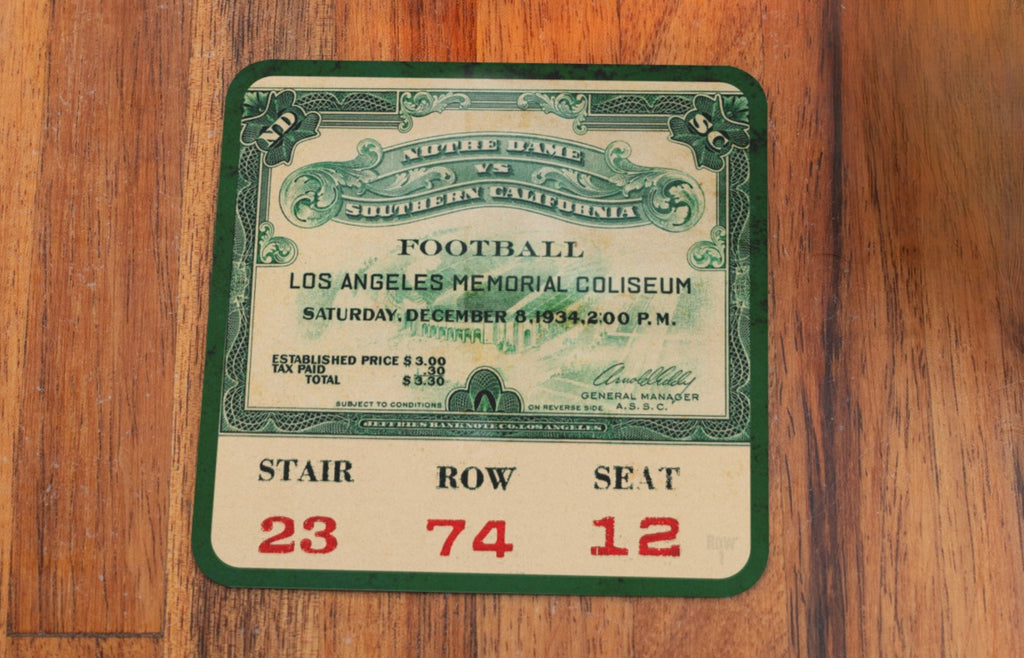 ND
SC
NOTRE DAME
VS
SOUTHERN CALIFORNIA
FOOTBALL
LOS ANGELES MEMORIAL COLISEUM
SATURDAY, DECEMBER 8, 1934, 2:00 P.M.
ESTABLISHED PRICE $3.00
TAX PAID .30
TOTAL $3.30
GENERAL MANAGER
A.S.S.C.
SUBJECT TO CONDITIONS ON REVERSE SIDE
JEFFRIES BANKNOTE CO. LOS ANGELES
STAIR ROW SEAT
23 74 12
ROW
1